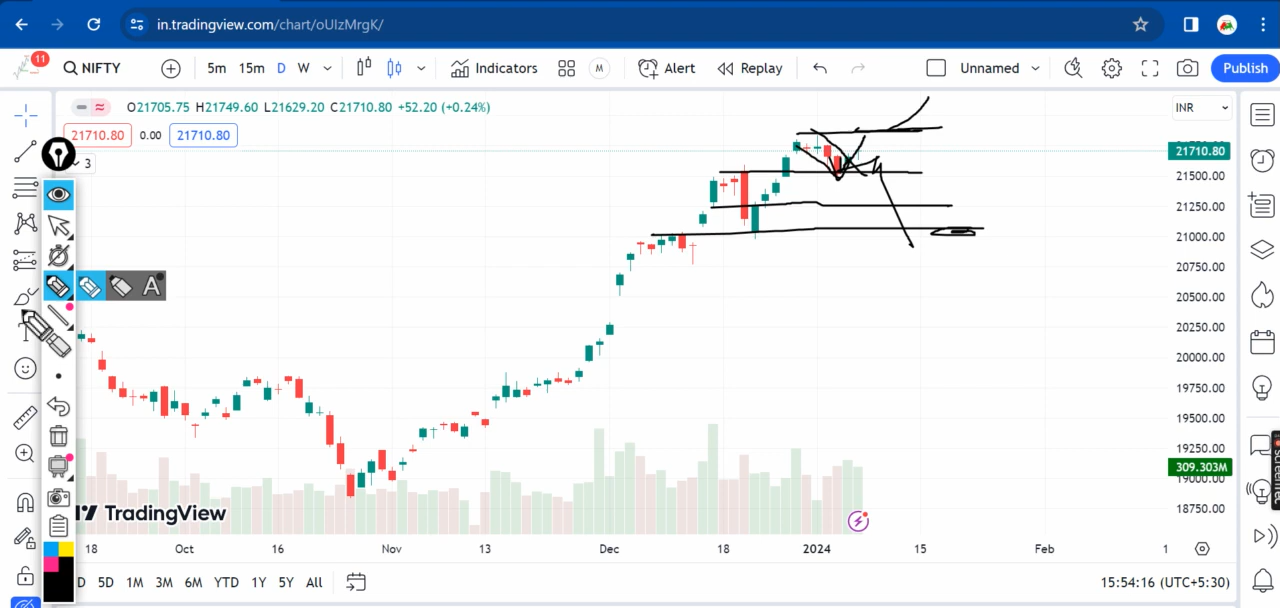 in.tradingview.com/chart/oUIzMrgK/
11 NIFTY 5m 15m D W Indicators M Alert Replay Unnamed Publish
O21705.75 H21749.60 L21629.20 C21710.80 +52.20 (+0.24%) INR
21710.80 0.00 21710.80
3
21710.80
21500.00
21250.00
21000.00
20750.00
20500.00
20250.00
20000.00
19750.00
19500.00
19250.00
309.303M
19000.00
18750.00
A
TradingView
18 Oct 16 Nov 13 Dec 18 2024 15 Feb 1
D 5D 1M 3M 6M YTD 1Y 5Y All 15:54:16 (UTC+5:30)